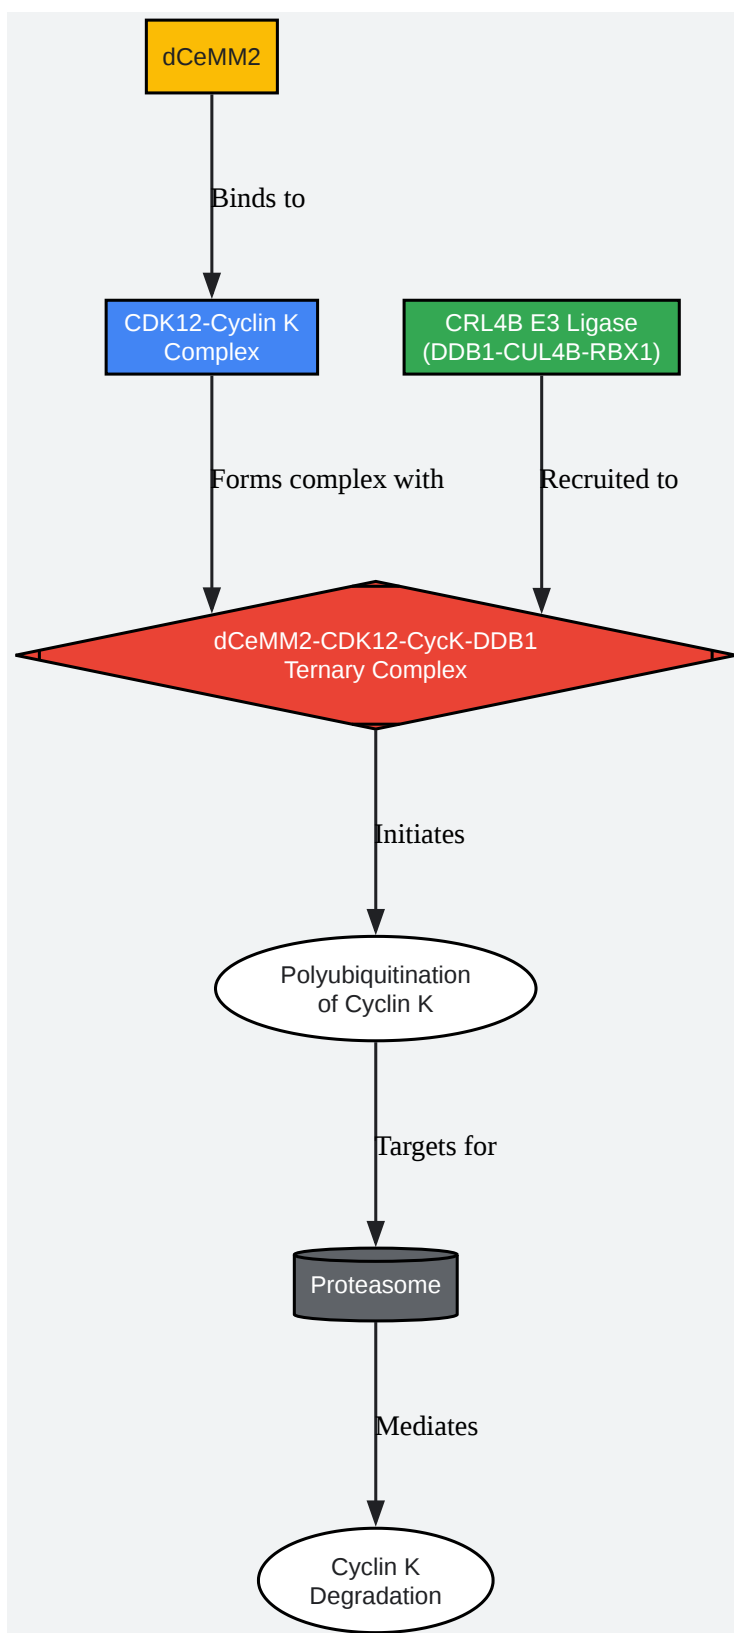 dCeMM2
Binds to
CDK12-Cyclin K
Complex
CRL4B E3 Ligase
(DDB1-CUL4B-RBX1)
Forms complex with
Recruited to
dCeMM2-CDK12-CycK-DDB1
Ternary Complex
Initiates
Polyubiquitination
of Cyclin K
Targets for
Proteasome
Mediates
Cyclin K
Degradation